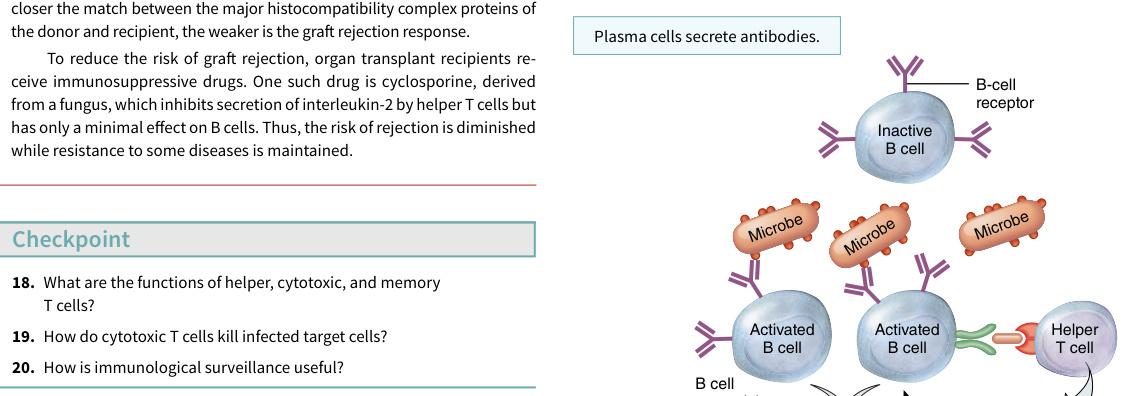 closer the match between the major histocompatibility complex proteins of
the donor and recipient, the weaker is the graft rejection response.
To reduce the risk of graft rejection, organ transplant recipients re-
ceive immunosuppressive drugs. One such drug is cyclosporine, derived
from a fungus, which inhibits secretion of interleukin-2 by helper T cells but
has only a minimal effect on B cells. Thus, the risk of rejection is diminished
while resistance to some diseases is maintained.
Checkpoint
18. What are the functions of helper, cytotoxic, and memory
T cells?
19. How do cytotoxic T cells kill infected target cells?
20. How is immunological surveillance useful?
Plasma cells secrete antibodies.
B-cell
receptor
Inactive
B cell
Microbe
Microbe
Microbe
Activated
B cell
Activated
B cell
Helper
T cell
B cell